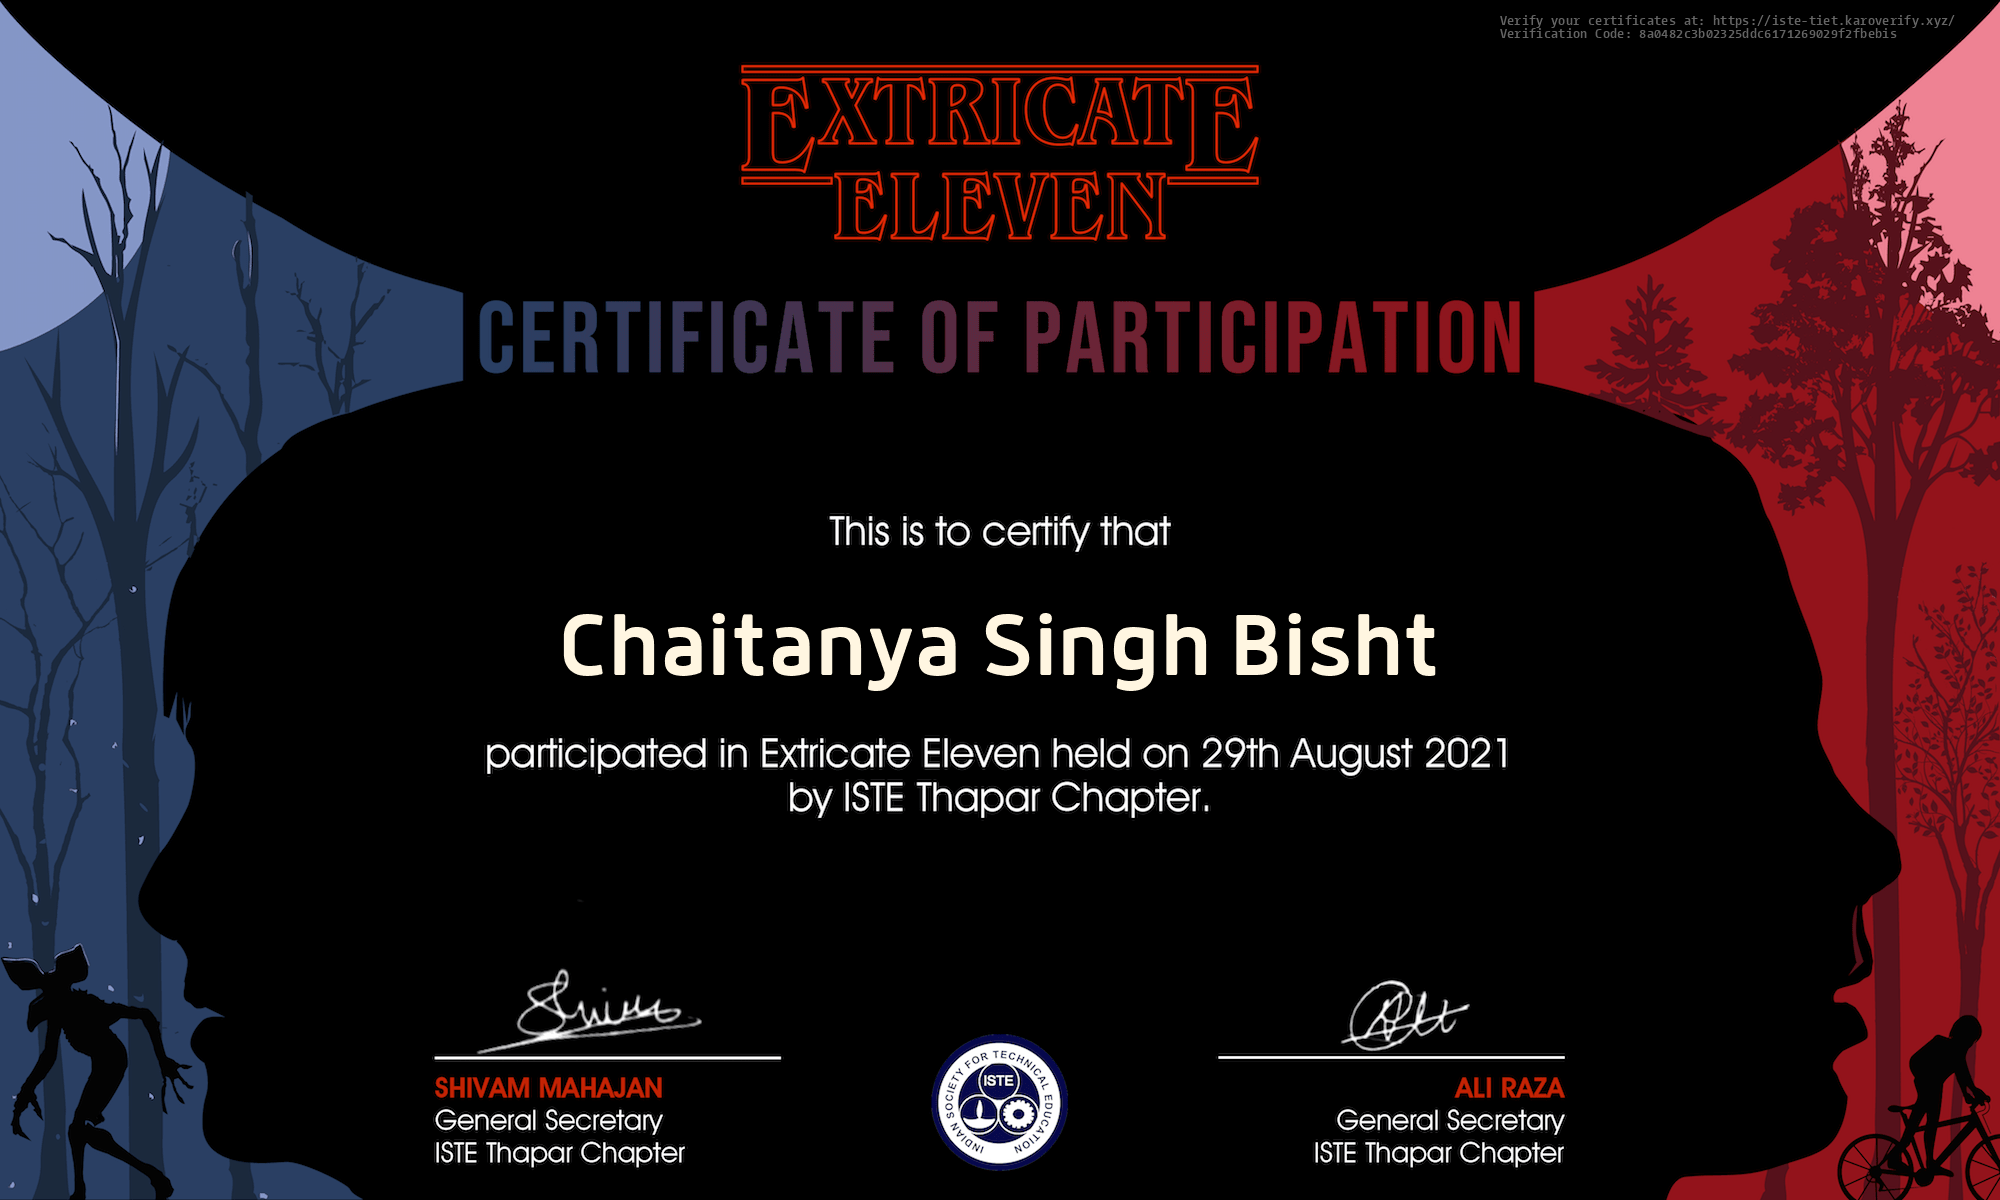 Verify your certificates at: https://iste-tiet.karoverify.xyz/
Verification Code: 8a0482c3b02325ddc6171269029f2fbebis
EXTRICATE
ELEVEN
CERTIFICATE OF PARTICIPATION
This is to certify that
Chaitanya Singh Bisht
participated in Extricate Eleven held on 29th August 2021
by ISTE Thapar Chapter.
SHIVAM MAHAJAN
General Secretary
ISTE Thapar Chapter
INDIAN SOCIETY FOR TECHNICAL EDUCATION
ISTE
ALI RAZA
General Secretary
ISTE Thapar Chapter